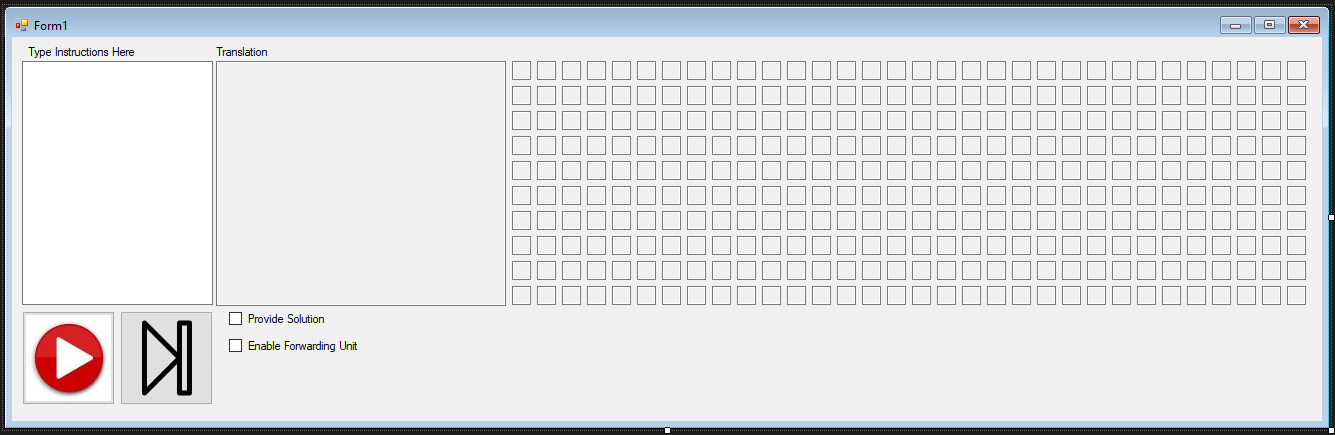 Form1
Type Instructions Here
Translation
Provide Solution
Enable Forwarding Unit